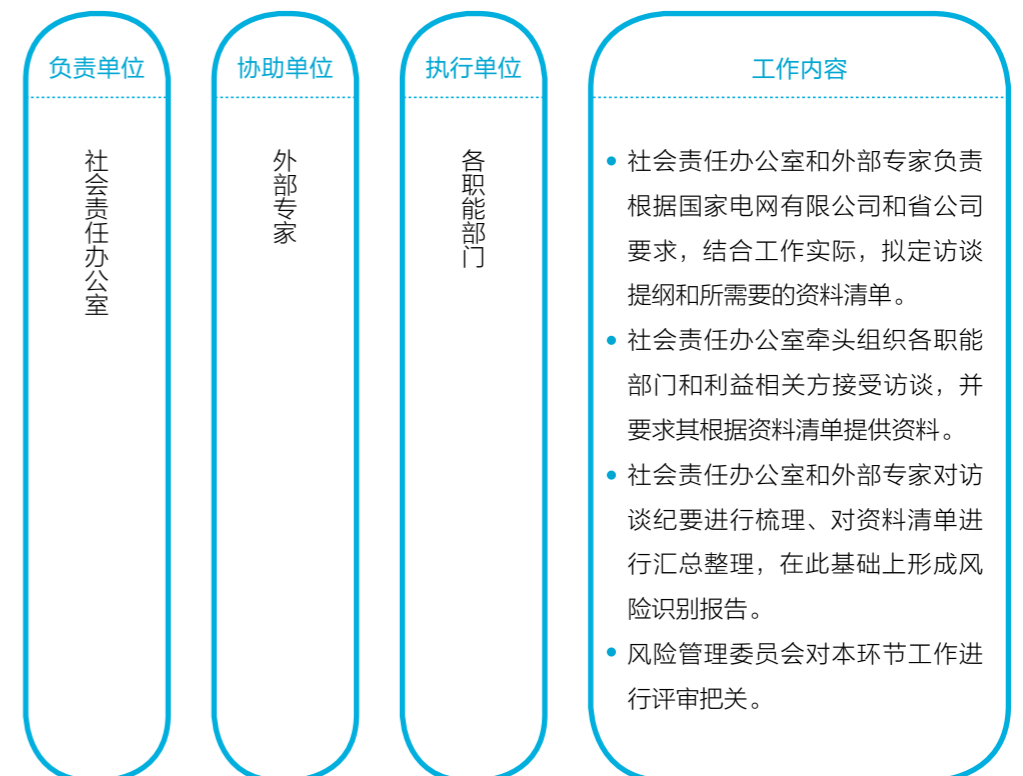 负责单位
社会责任办公室
协助单位
外部专家
执行单位
各职能部门
工作内容
社会责任办公室和外部专家负责
根据国家电网有限公司和省公司
要求，结合工作实际，拟定访谈
提纲和所需要的资料清单。
社会责任办公室牵头组织各职能
部门和利益相关方接受访谈，并
要求其根据资料清单提供资料。
社会责任办公室和外部专家对访
谈纪要进行梳理、对资料清单进
行汇总整理，在此基础上形成风
险识别报告。
风险管理委员会对本环节工作进
行评审把关。